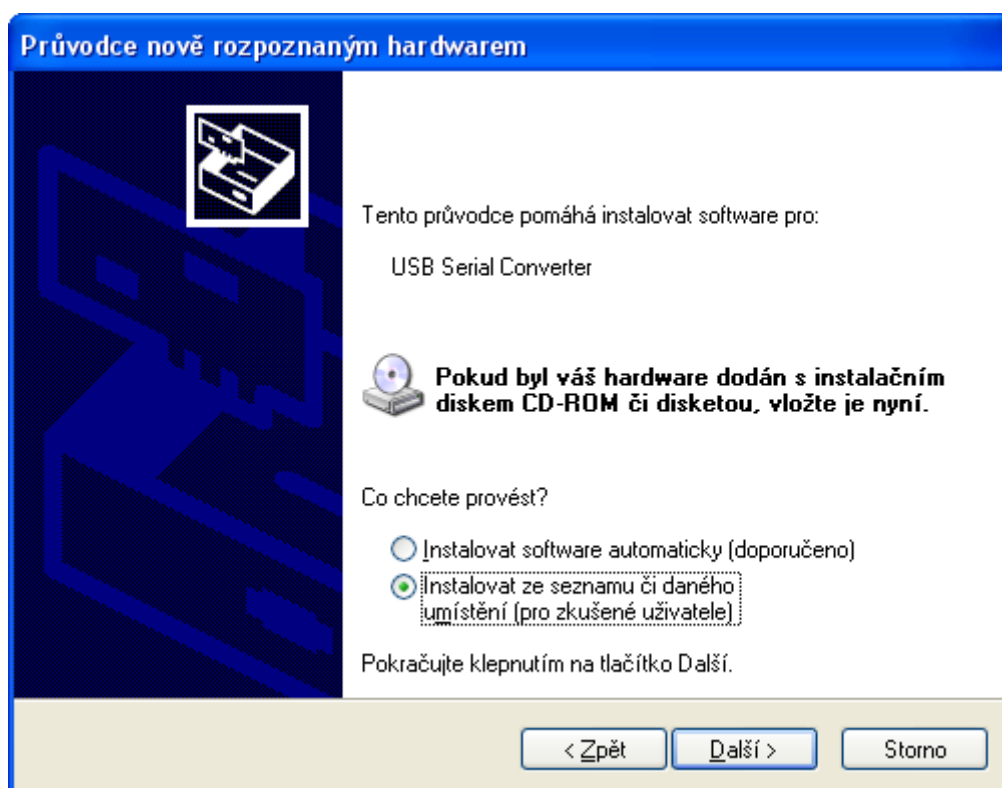 Průvodce nově rozpoznaným hardwarem
Tento průvodce pomáhá instalovat software pro:
USB Serial Converter
Pokud byl váš hardware dodán s instalačním
diskem CD-ROM či disketou, vložte je nyní.
Co chcete provést?
Instalovat software automaticky (doporučeno)
Instalovat ze seznamu či daného
umístění (pro zkušené uživatele)
Pokračujte klepnutím na tlačítko Další.
< Zpět
Další >
Storno